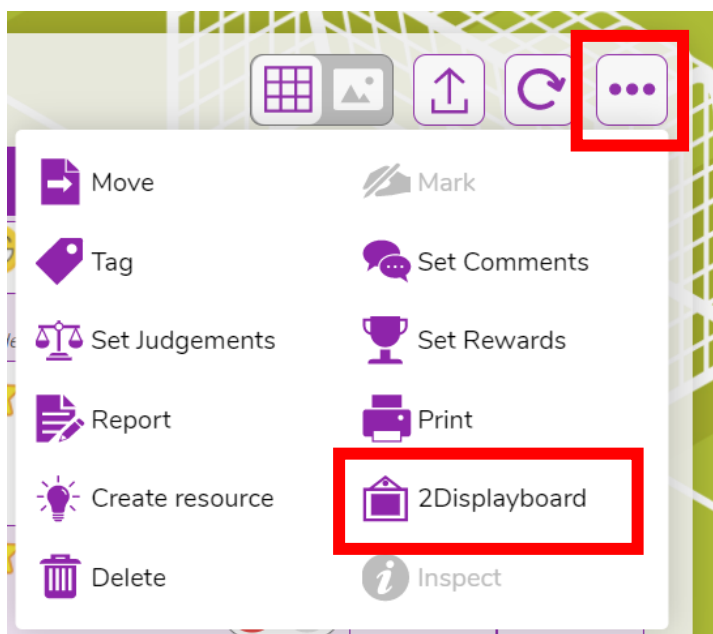 Move
Mark
Tag
Set Comments
Set Judgements
Set Rewards
Report
Print
Create resource
2Displayboard
Delete
Inspect